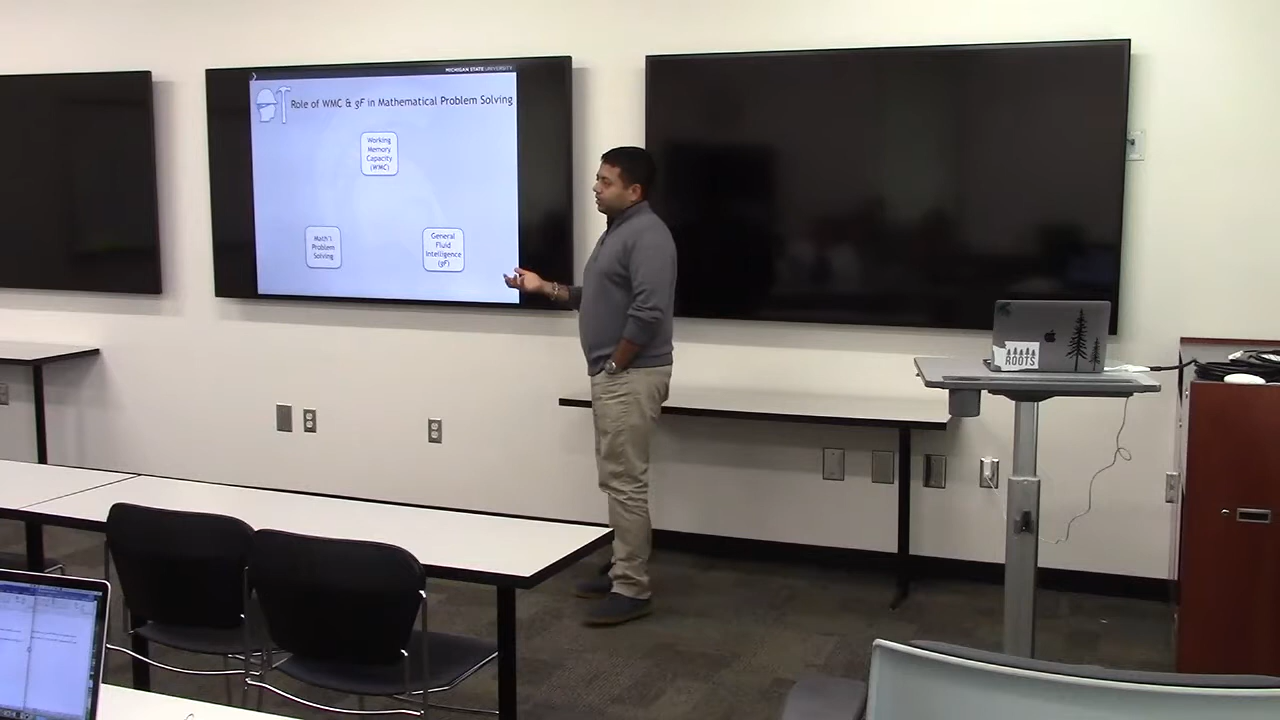 MICHIGAN STATE UNIVERSITY
Role of WMC & gF in Mathematical Problem Solving
Working
Memory
Capacity
(WMC)
Math'l
Problem
Solving
General
Fluid
Intelligence
(gF)
ROOTS